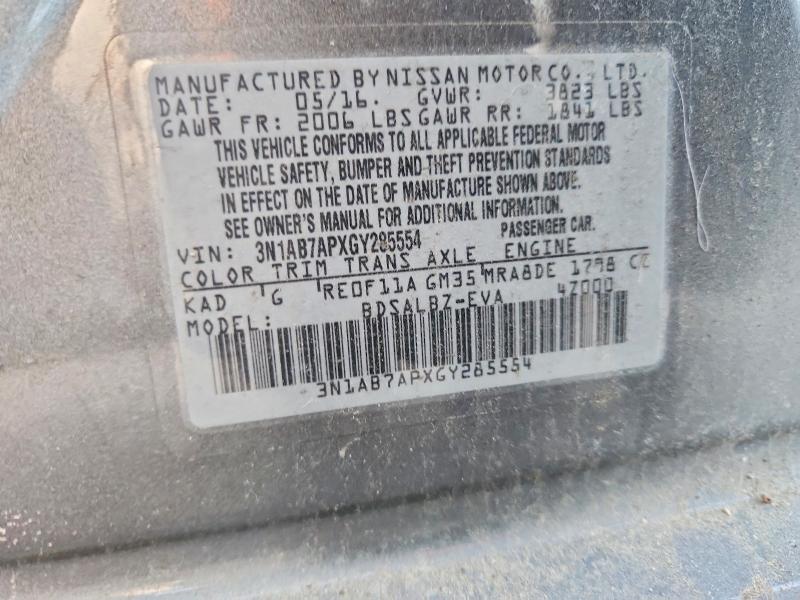 MANUFACTURED BY NISSAN MOTOR CO., LTD.
DATE: 05/16. GVWR: 3823 LBS
GAWR FR: 2006 LBS GAWR RR: 1841 LBS
THIS VEHICLE CONFORMS TO ALL APPLICABLE FEDERAL MOTOR
VEHICLE SAFETY, BUMPER AND THEFT PREVENTION STANDARDS
IN EFFECT ON THE DATE OF MANUFACTURE SHOWN ABOVE.
SEE OWNER'S MANUAL FOR ADDITIONAL INFORMATION.
VIN: 3N1AB7APXGY285554 PASSENGER CAR.
COLOR TRIM TRANS AXLE ENGINE
KAD G RE0F11A GM35 MRA8DE 1798 CC
MODEL: BDSALBZ-EVA 4Z000
3N1AB7APXGY285554